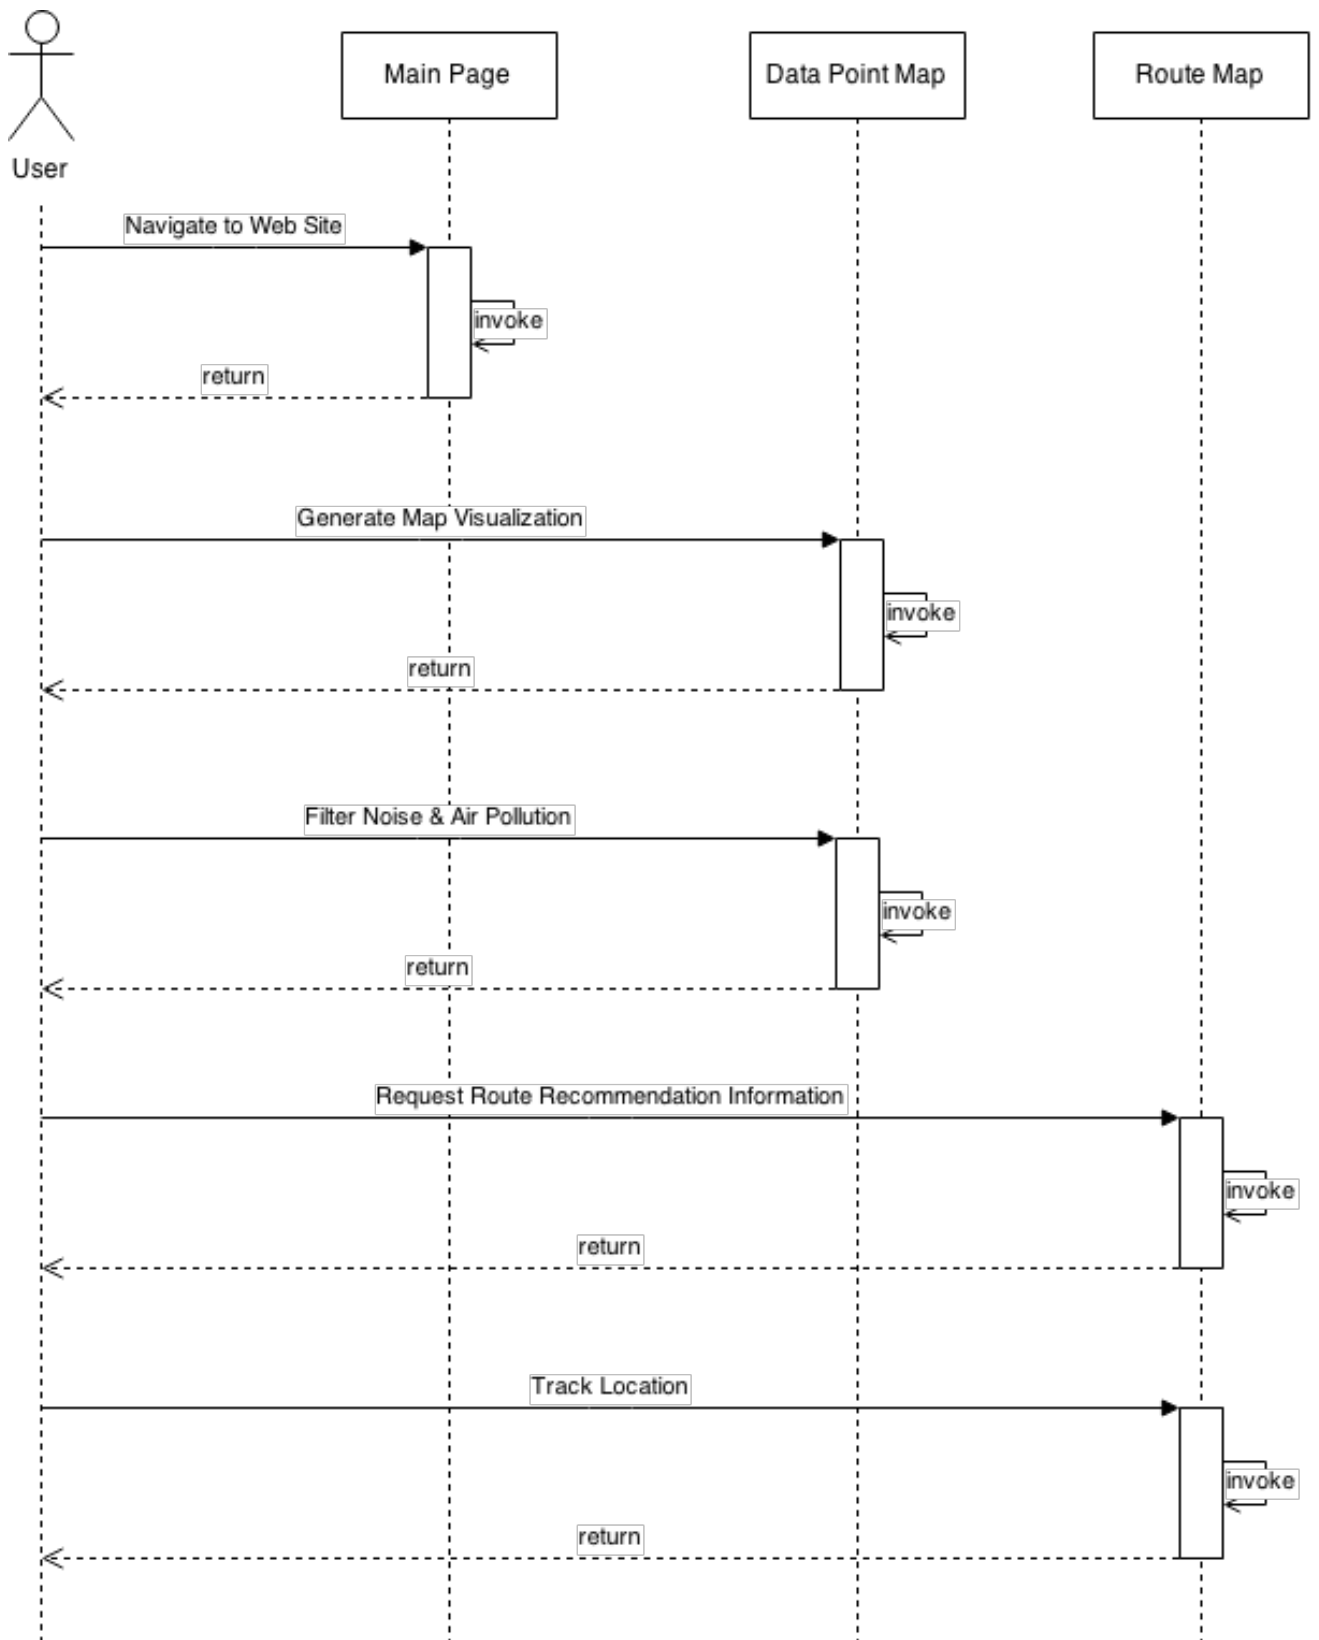 Main Page
Data Point Map
Route Map
User
Navigate to Web Site
invoke
return
Generate Map Visualization
invoke
return
Filter Noise & Air Pollution
invoke
return
Request Route Recommendation Information
invoke
return
Track Location
invoke
return